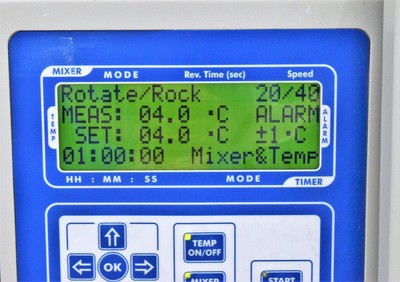 MIXER MODE Rev. Time (sec) Speed
Rotate/Rock 20/40
MEAS: 04.0 °C ALARM
SET: 04.0 °C ±1°C
01:00:00 Mixer&Temp
TEMP
ALARM
HH : MM : SS MODE TIMER
TEMP
ON/OFF
OK
MIXER
START